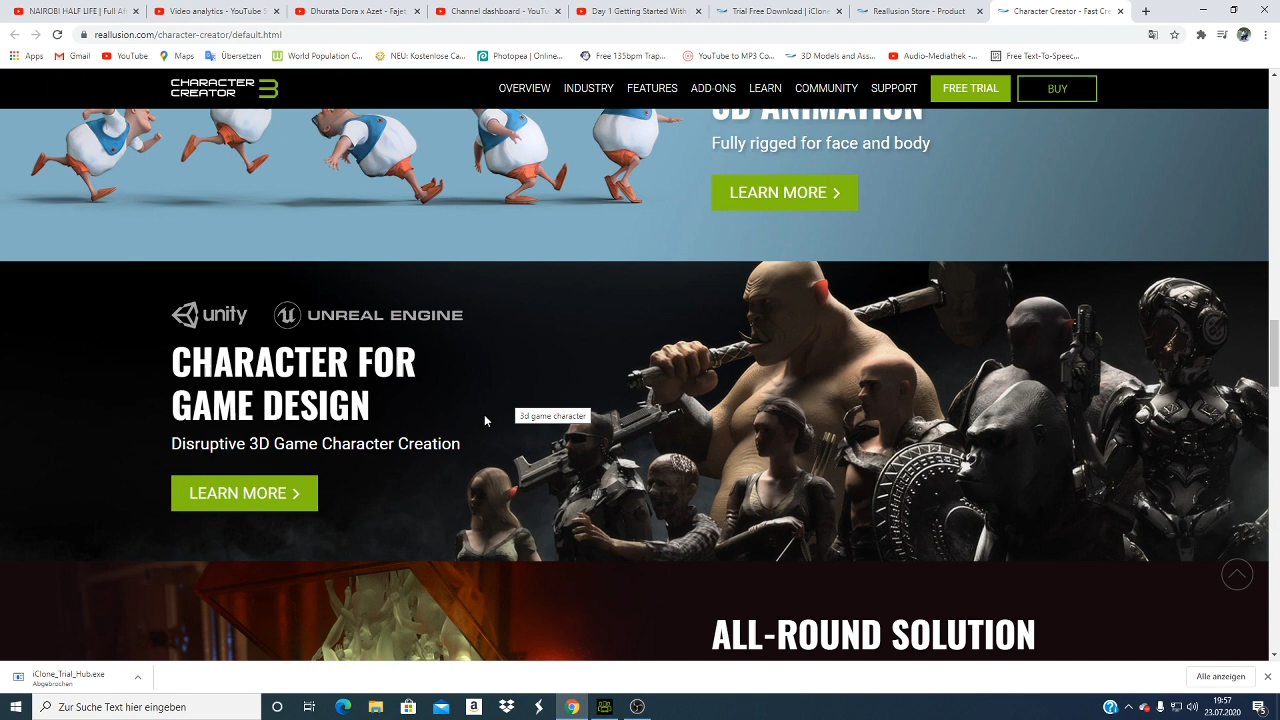 NAIROBI HALF LIFE | Full Af
Video analytics - YouTube S
Dhurata Dora x Azet - Fajet
Channel dashboard - YouTub
Day 1 Getting Started With
Trial Free Download | iClon
Reallusion Store - Product
Character Creator - Fast Cre
reallusion.com/character-creator/default.html
Apps
Gmail
YouTube
Maps
Übersetzen
World Population C...
NEU: Kostenlose Ve...
Photopea | Online...
Free 135bpm Trap...
YouTube to MP3 Co...
3D Models and Ass...
Audio-Mediathek -...
Free Text-To-Speec...
CHARACTER CREATOR 3
OVERVIEW
INDUSTRY
FEATURES
ADD-ONS
LEARN
COMMUNITY
SUPPORT
FREE TRIAL
BUY
3D ANIMATION
Fully rigged for face and body
LEARN MORE
unity
UNREAL ENGINE
CHARACTER FOR
GAME DESIGN
3d game character
Disruptive 3D Game Character Creation
LEARN MORE
ALL-ROUND SOLUTION
iClone_Trial_Hub.exe
Abgebrochen
Alle anzeigen
Zur Suche Text hier eingeben
19:57
23.07.2020